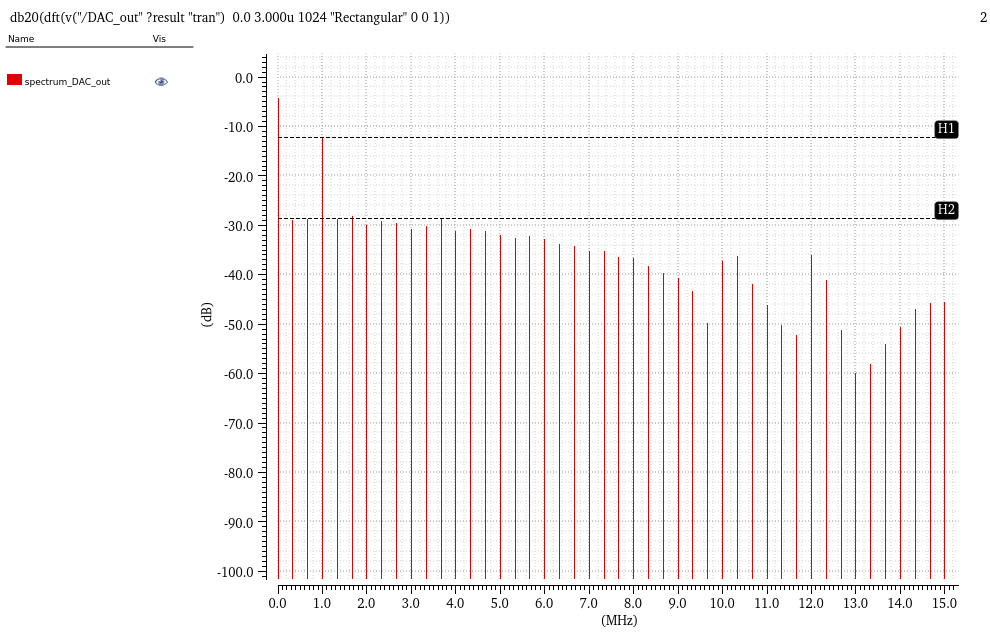 db20(dft(v("/DAC_out" ?result "tran")  0.0 3.000u 1024 "Rectangular" 0 0 1))
2
Name Vis
spectrum_DAC_out
0.0
-10.0
-20.0
-30.0
-40.0
-50.0
-60.0
-70.0
-80.0
-90.0
-100.0
(dB)
H1
H2
0.0 1.0 2.0 3.0 4.0 5.0 6.0 7.0 8.0 9.0 10.0 11.0 12.0 13.0 14.0 15.0
(MHz)